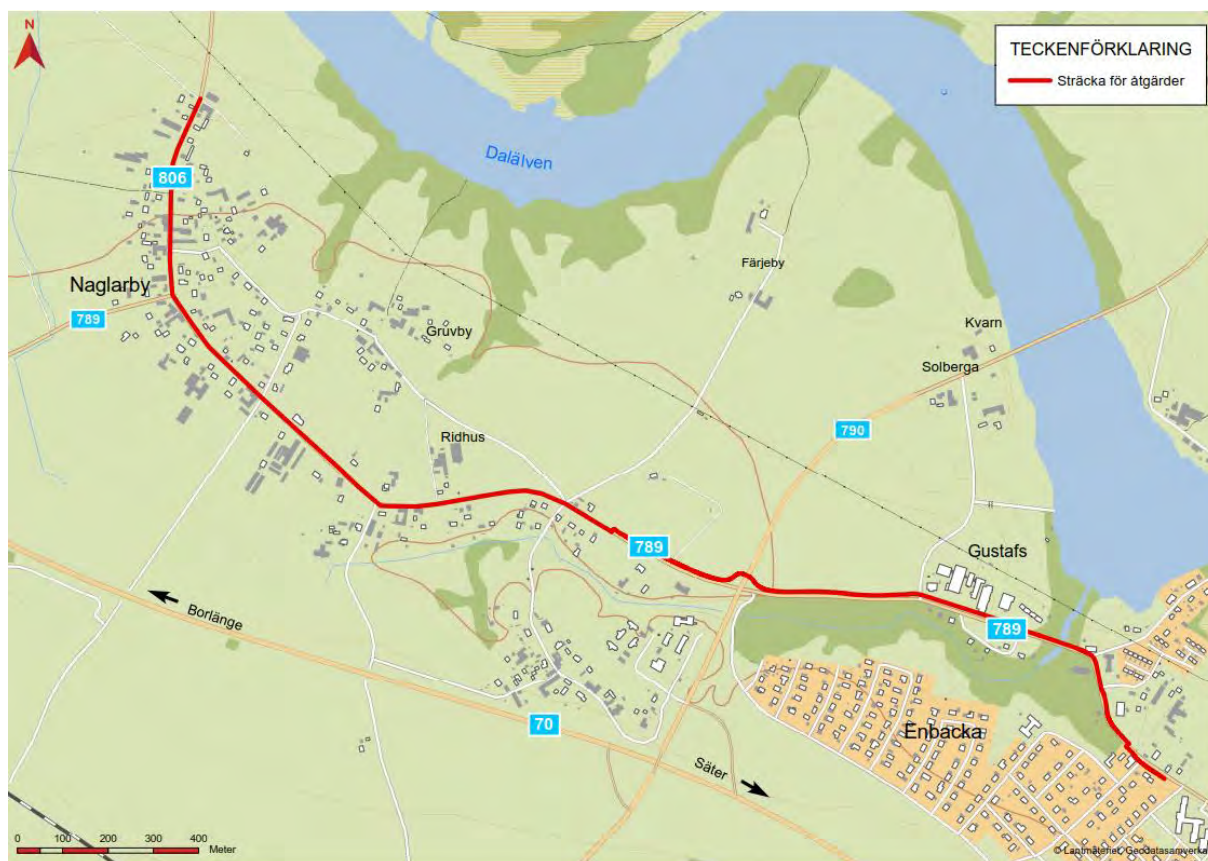 N
TECKENFÖRKLARING
Sträcka för åtgärder
Dalälven
806
Färjeby
Naglarby
789
Gruvby
Kvarn
Solberga
790
Ridhus
789
Gustafs
Borlänge
789
70
Enbacka
Säter
0 100 200 300 400
Meter
© Lantmäteriet, Geodatasamverka